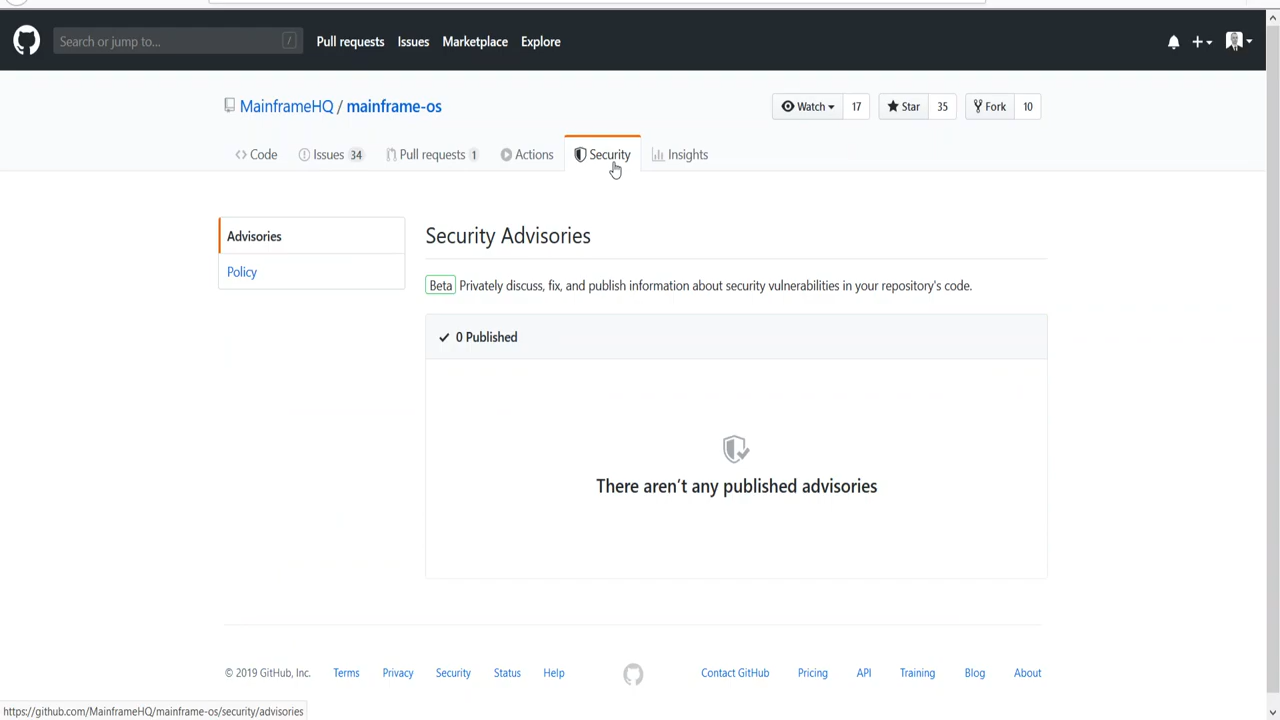 Search or jump to... / Pull requests Issues Marketplace Explore
MainframeHQ / mainframe-os
Watch 17 Star 35 Fork 10
Code Issues 34 Pull requests 1 Actions Security Insights
Advisories
Policy
Security Advisories
Beta Privately discuss, fix, and publish information about security vulnerabilities in your repository's code.
0 Published
There aren't any published advisories
© 2019 GitHub, Inc. Terms Privacy Security Status Help Contact GitHub Pricing API Training Blog About
https://github.com/MainframeHQ/mainframe-os/security/advisories